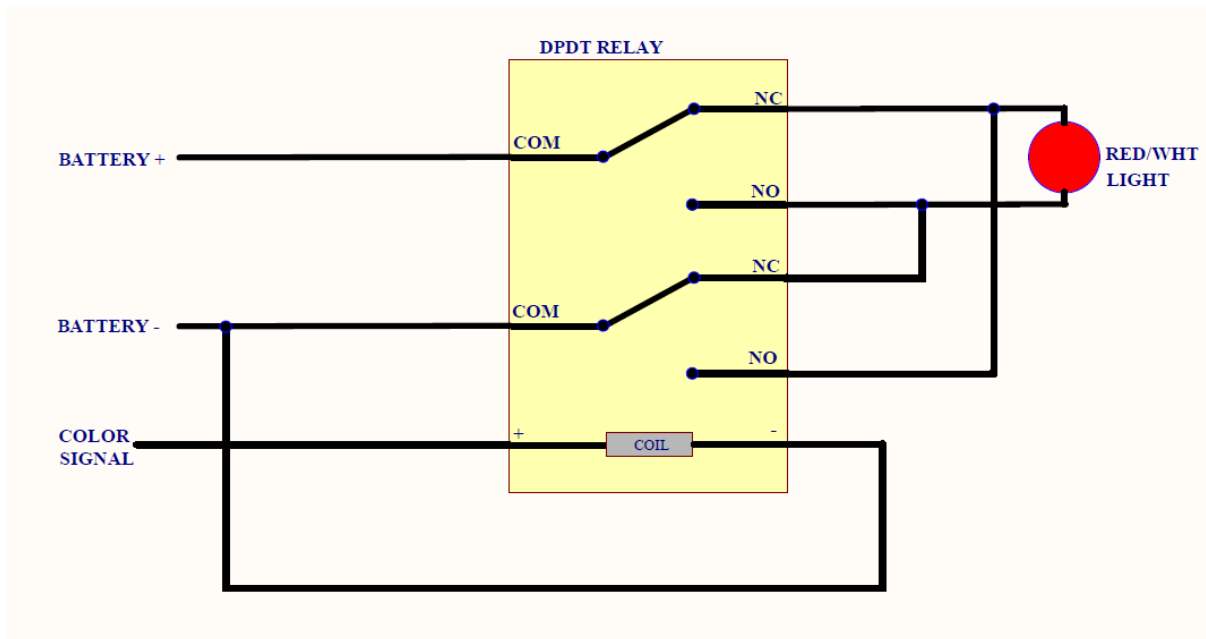 DPDT RELAY
NC
COM
BATTERY +
RED/WHT
LIGHT
NO
NC
COM
BATTERY -
NO
COLOR
SIGNAL
+
COIL
-